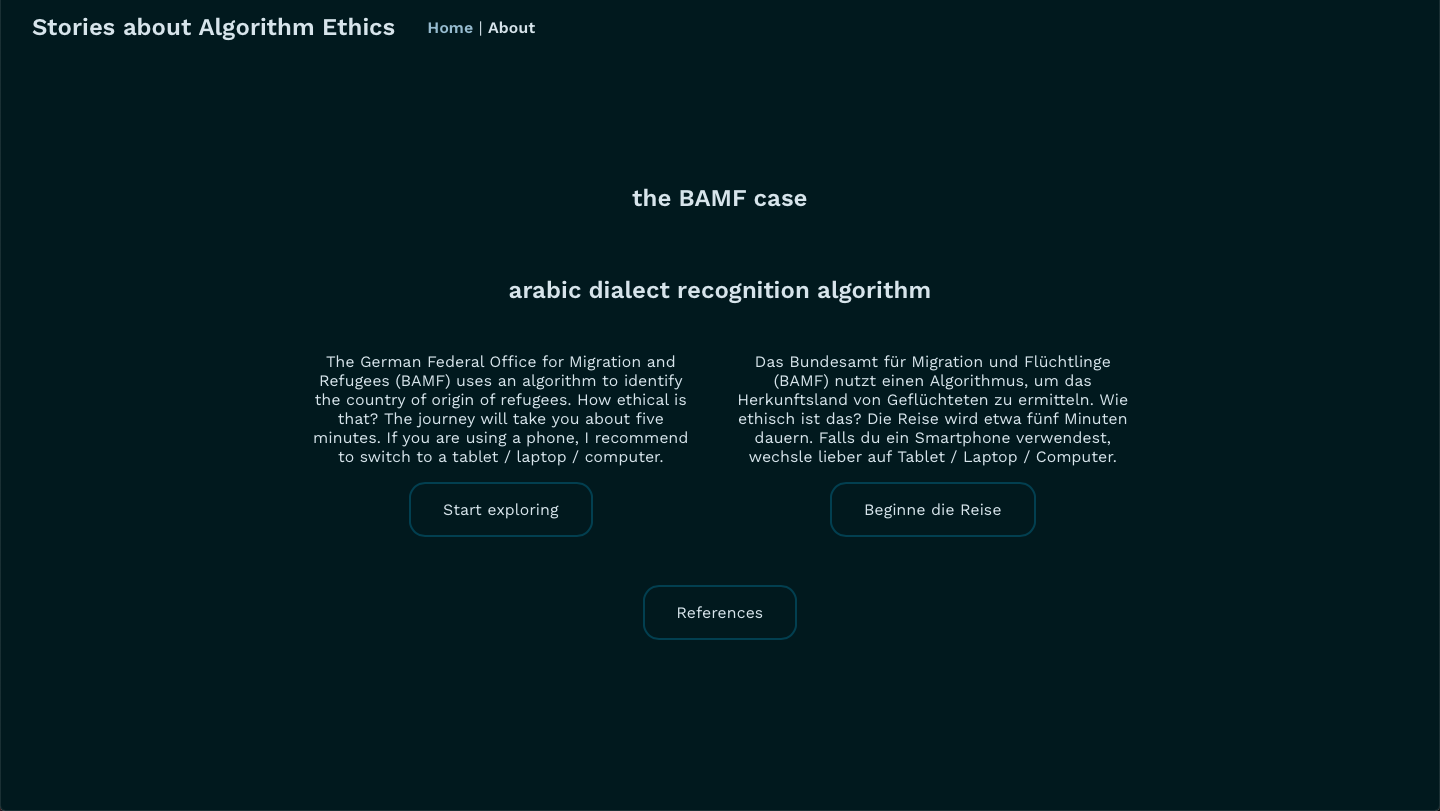 Stories about Algorithm Ethics
Home | About
the BAMF case
arabic dialect recognition algorithm
The German Federal Office for Migration and
Refugees (BAMF) uses an algorithm to identify
the country of origin of refugees. How ethical is
that? The journey will take you about five
minutes. If you are using a phone, I recommend
to switch to a tablet / laptop / computer.
Start exploring
Das Bundesamt für Migration und Flüchtlinge
(BAMF) nutzt einen Algorithmus, um das
Herkunftsland von Geflüchteten zu ermitteln. Wie
ethisch ist das? Die Reise wird etwa fünf Minuten
dauern. Falls du ein Smartphone verwendest,
wechsle lieber auf Tablet / Laptop / Computer.
Beginne die Reise
References